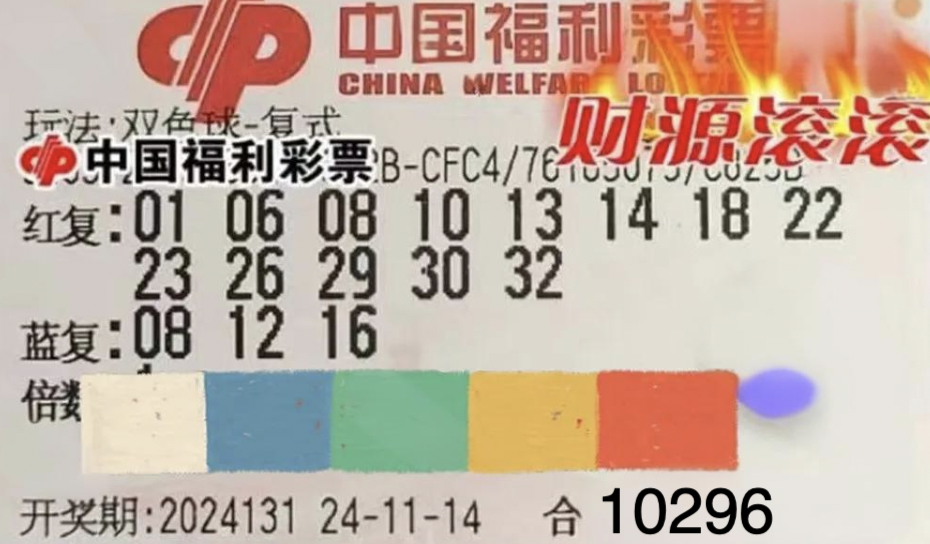 中国福利彩票
CHINA WELFAR LO
财源滚滚
玩法:双色球-复式
中国福利彩票
红复:01 06 08 10 13 14 18 22
23 26 29 30 32
蓝复:08 12 16
倍数
开奖期:2024131 24-11-14 合 10296